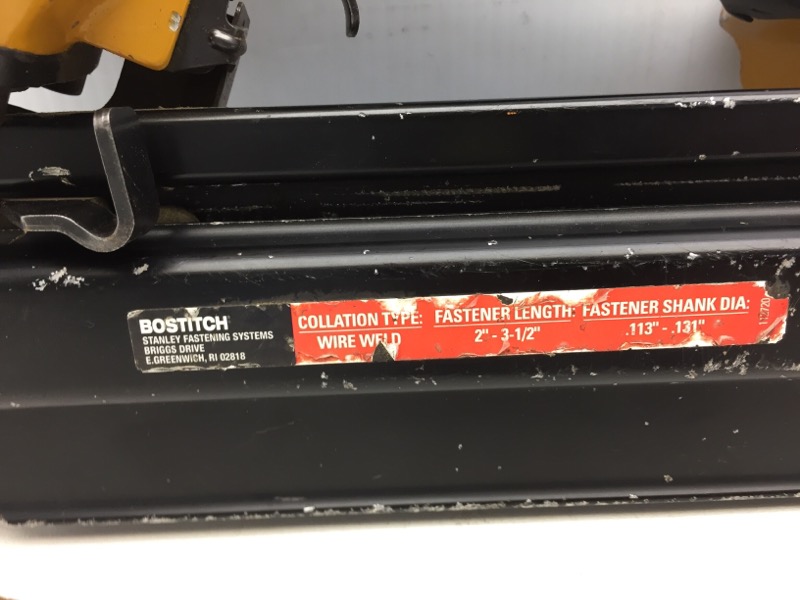 BOSTITCH
STANLEY FASTENING SYSTEMS
BRIGGS DRIVE
E.GREENWICH, RI 02818
COLLATION TYPE:
WIRE WELD
FASTENER LENGTH:
2" - 3-1/2"
FASTENER SHANK DIA:
.113" - .131"